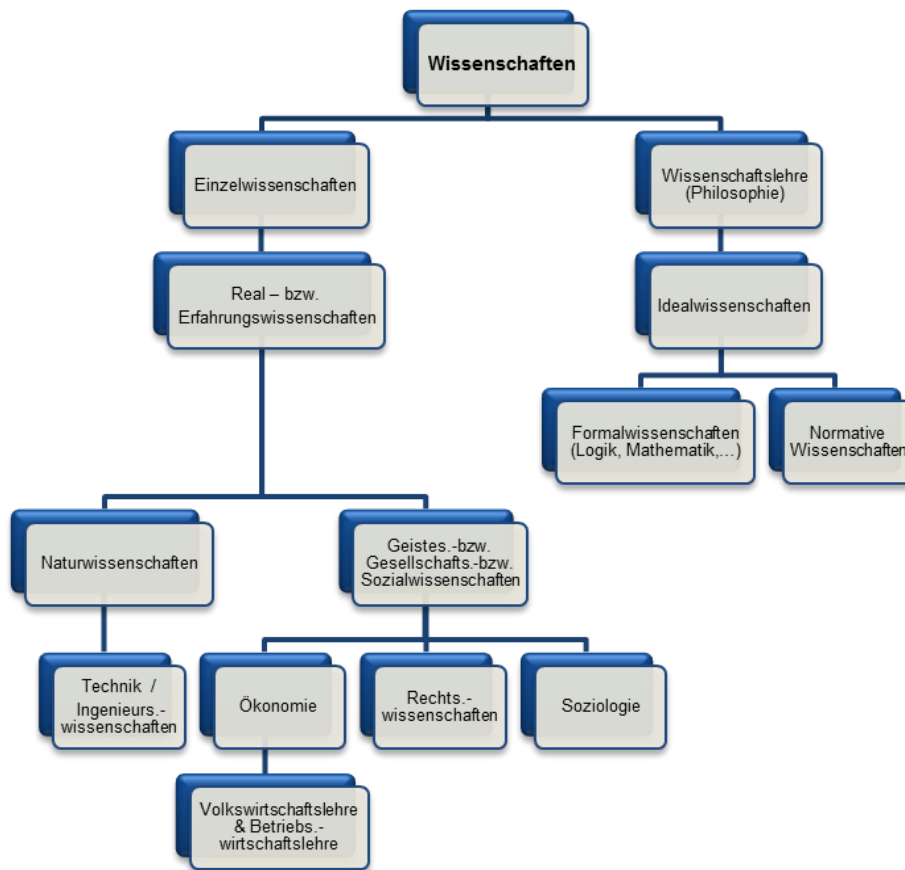 Wissenschaften
Einzelwissenschaften
Wissenschaftslehre
(Philosophie)
Real – bzw.
Erfahrungswissenschaften
Idealwissenschaften
Formalwissenschaften
(Logik, Mathematik,…)
Normative
Wissenschaften
Naturwissenschaften
Geistes.-bzw.
Gesellschafts.-bzw.
Sozialwissenschaften
Technik /
Ingenieurs.-
wissenschaften
Ökonomie
Rechts.-
wissenschaften
Soziologie
Volkswirtschaftslehre
& Betriebs.-
wirtschaftslehre